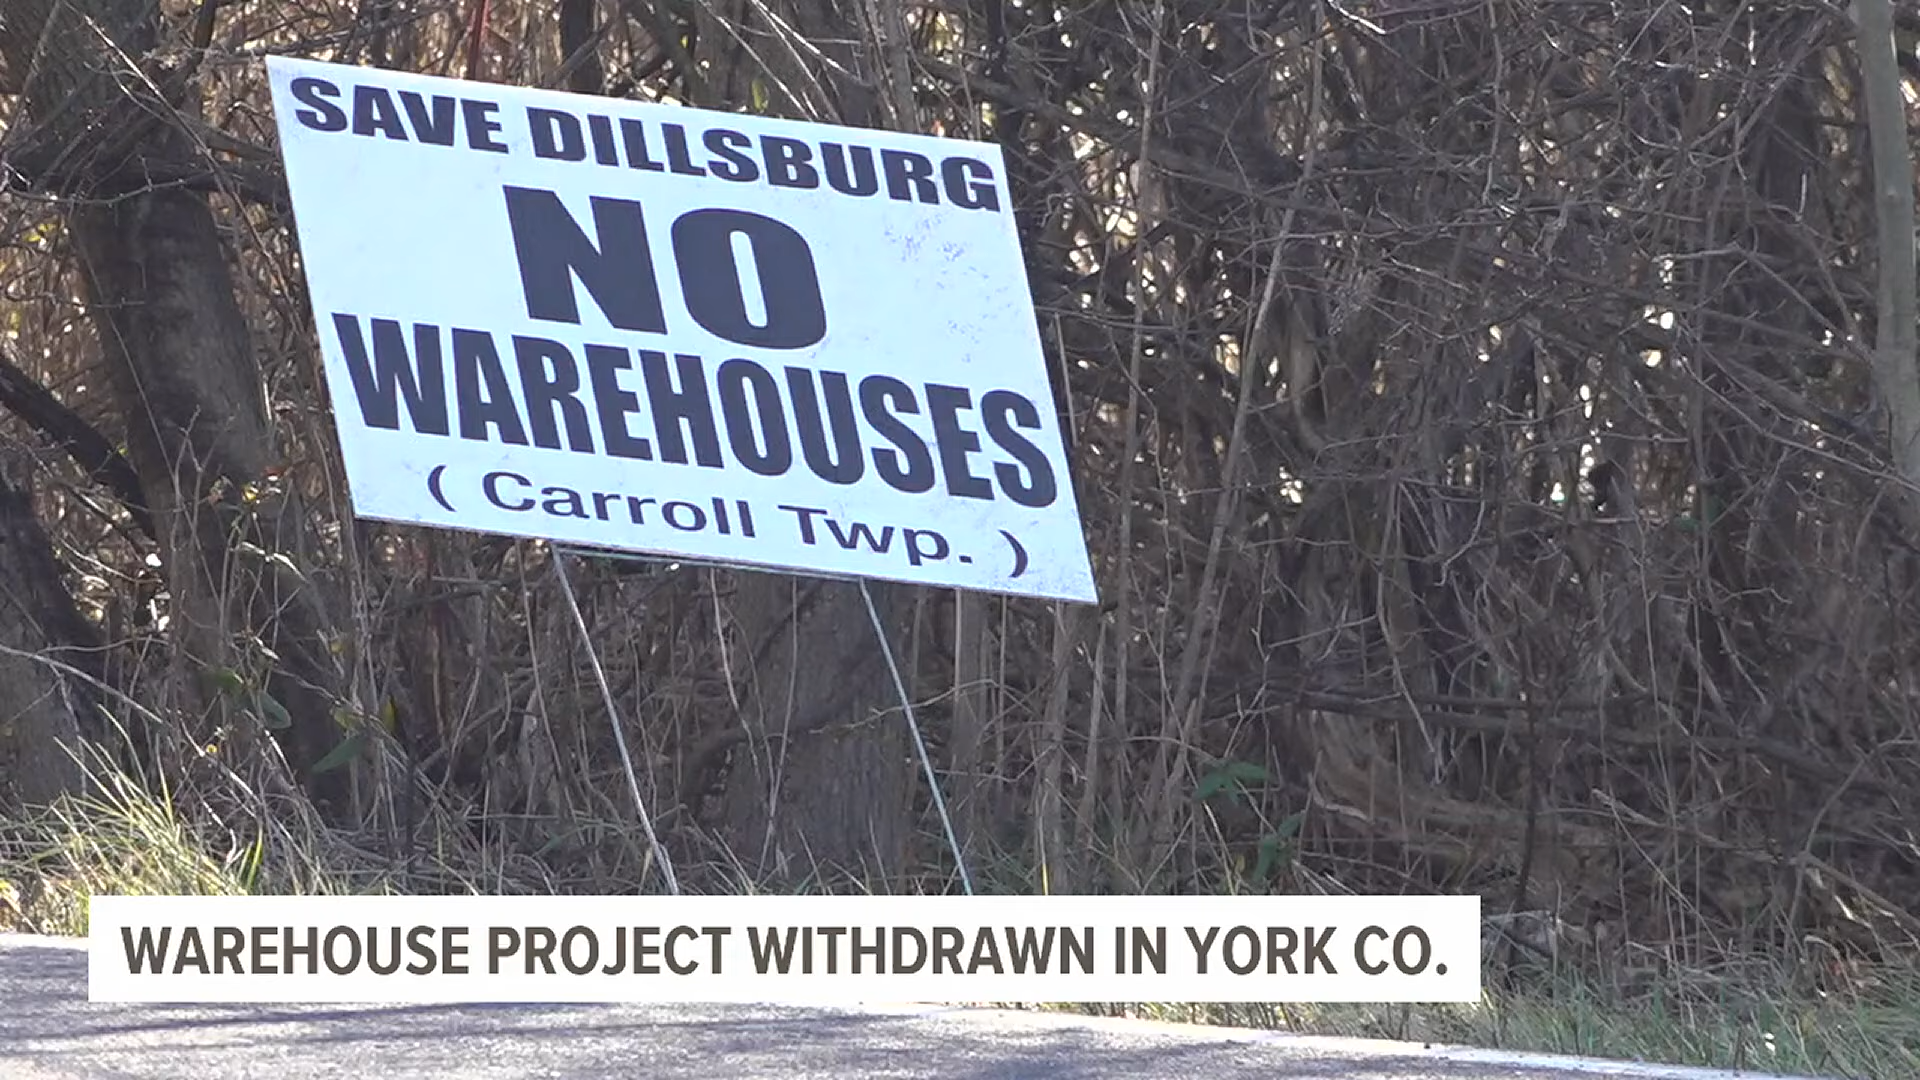 SAVE DILLSBURG
NO
WAREHOUSES
( Carroll Twp. )
WAREHOUSE PROJECT WITHDRAWN IN YORK CO.